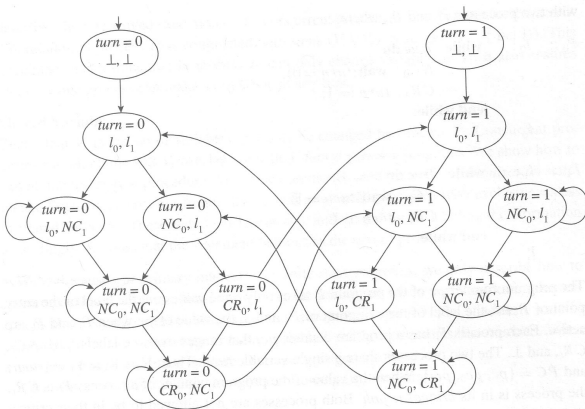 turn = 0
⊥, ⊥
turn = 1
⊥, ⊥
turn = 0
l₀, l₁
turn = 1
l₀, l₁
turn = 0
l₀, NC₁
turn = 0
NC₀, l₁
turn = 1
l₀, NC₁
turn = 1
NC₀, l₁
turn = 0
NC₀, NC₁
turn = 0
CR₀, l₁
turn = 1
l₀, CR₁
turn = 1
NC₀, NC₁
turn = 0
CR₀, NC₁
turn = 1
NC₀, CR₁